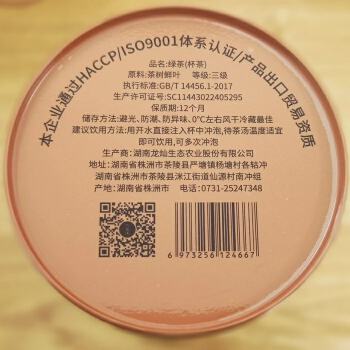 本企业通过HACCP/ISO9001体系认证/产品出口贸易资质
品名:绿茶(杯茶)
原料:茶树鲜叶 等级:三级
执行标准:GB/T 14456.1-2017
生产许可证号:SC11443022405295
保质期:12个月
储存方法:避光、防潮、防异味、0℃左右风干冷藏最佳
建议饮用方法:用开水直接注入杯中冲泡,待茶汤温度适宜
即可饮用,可多次冲泡
生产商:湖南龙灿生态农业股份有限公司
地址:湖南省株洲市茶陵县严塘镇杨塘村各轱冲
湖南省株洲市茶陵县洣江街道仙源村南冲组
产地:湖南省株洲市 电话:0731-25247348
6 973256 124667